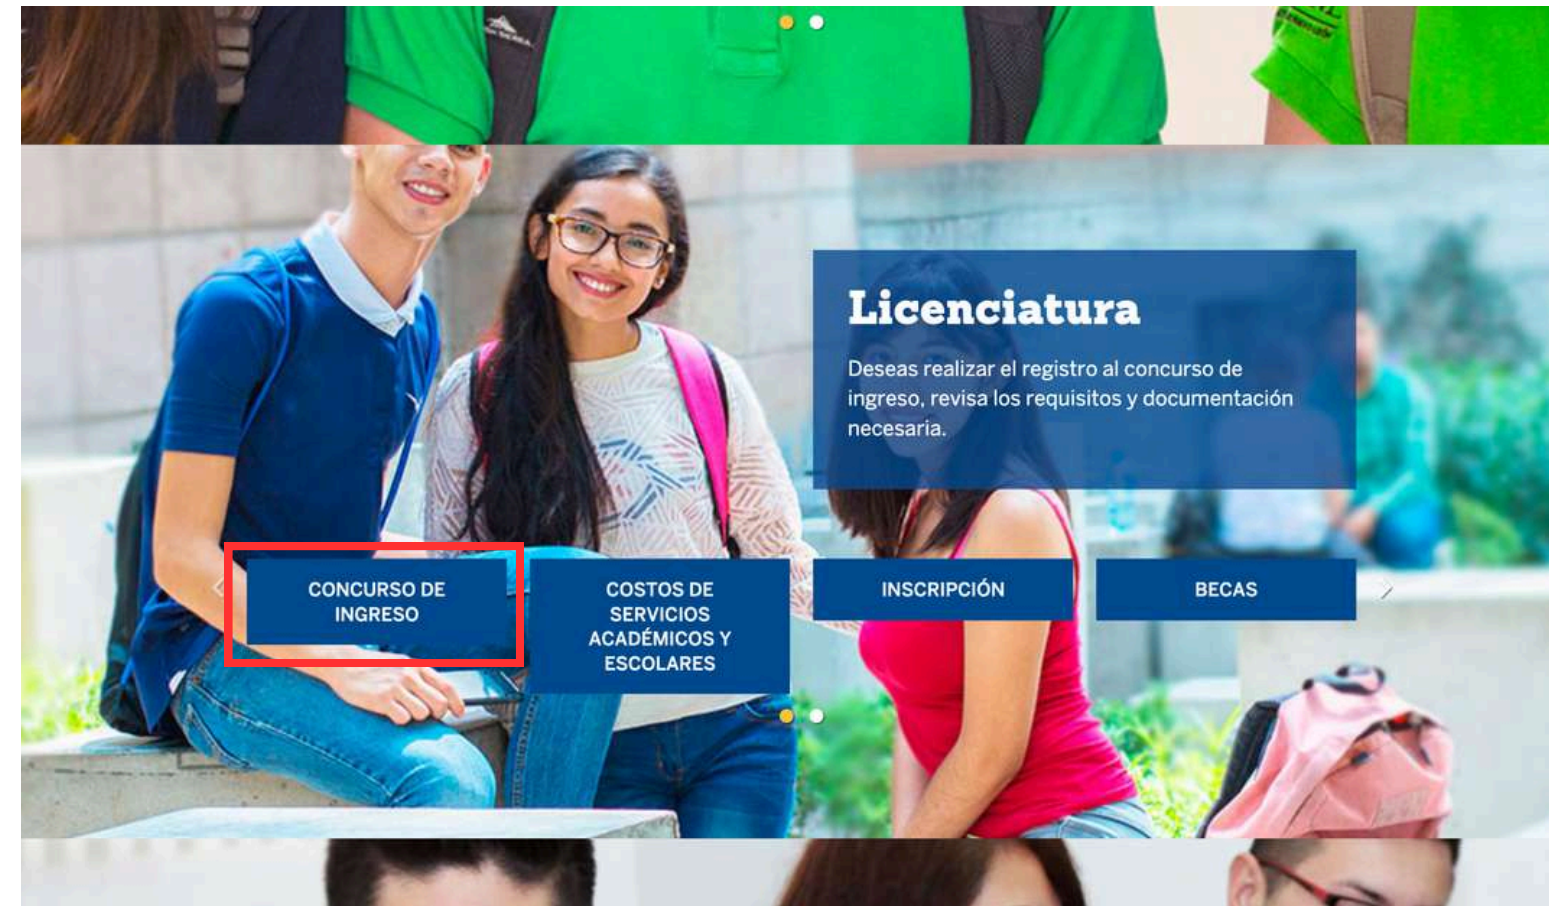 Licenciatura
Deseas realizar el registro al concurso de
ingreso, revisa los requisitos y documentación
necesaria.
CONCURSO DE
INGRESO
COSTOS DE
SERVICIOS
ACADÉMICOS Y
ESCOLARES
INSCRIPCIÓN
BECAS